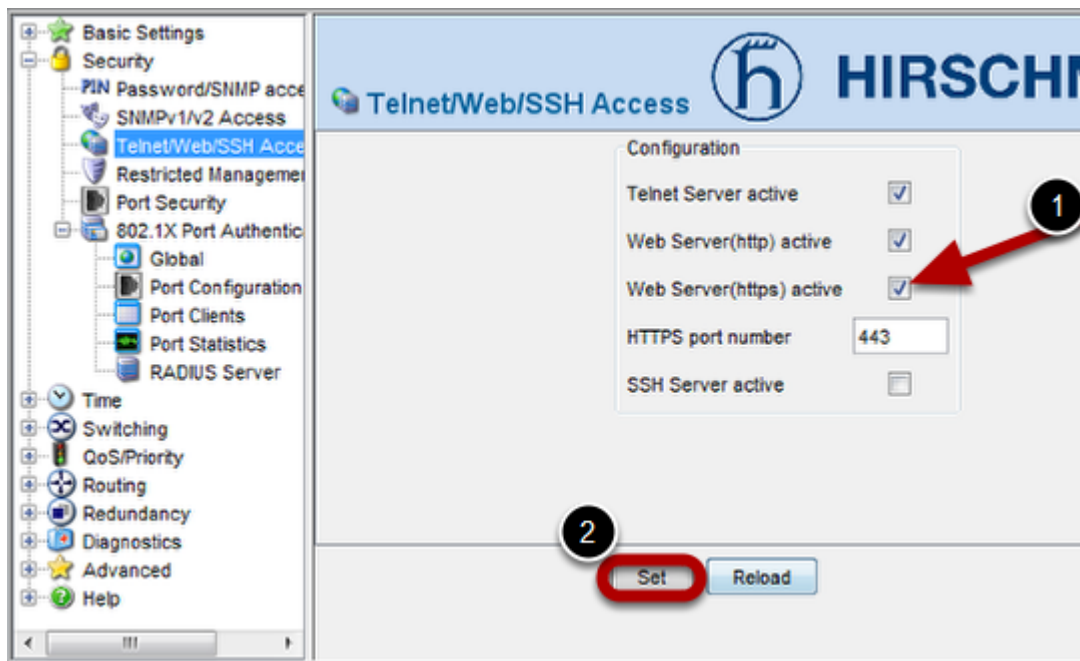 Basic Settings
Security
PIN Password/SNMP acce
SNMPv1/v2 Access
Telnet/Web/SSH Acce
Restricted Managemen
Port Security
802.1X Port Authentic
Global
Port Configuration
Port Clients
Port Statistics
RADIUS Server
Time
Switching
QoS/Priority
Routing
Redundancy
Diagnostics
Advanced
Help
Telnet/Web/SSH Access
HIRSCHN
Configuration
Telnet Server active
Web Server(http) active
Web Server(https) active
HTTPS port number 443
SSH Server active
1
2
Set Reload